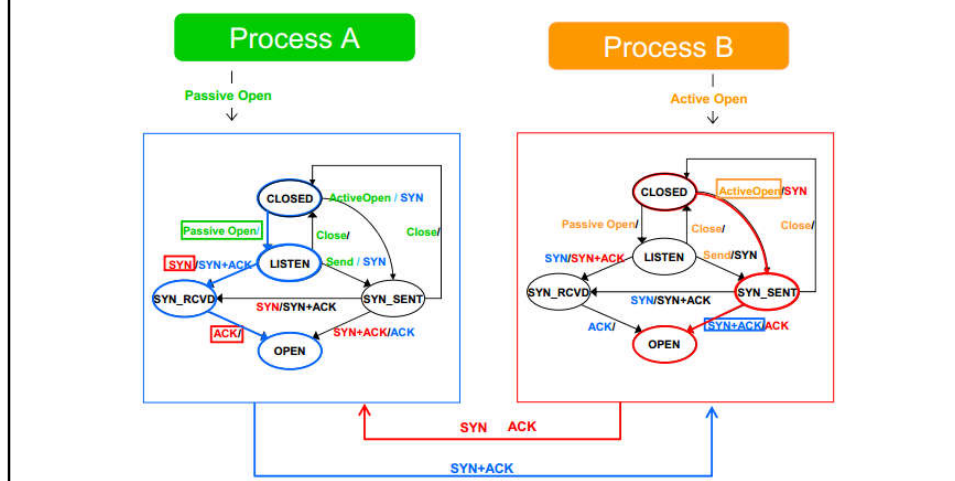 Process A
Process B
Passive Open
Active Open
CLOSED
ActiveOpen / SYN
Passive Open/
Close/
Close/
SYN/SYN+ACK
LISTEN
Send / SYN
SYN_RCVD
SYN_SENT
SYN/SYN+ACK
ACK/
SYN+ACK/ACK
OPEN
CLOSED
ActiveOpen/SYN
Passive Open/
Close/
Close/
SYN/SYN+ACK
LISTEN
Send/SYN
SYN_RCVD
SYN_SENT
SYN/SYN+ACK
ACK/
SYN+ACK/ACK
OPEN
SYN ACK
SYN+ACK